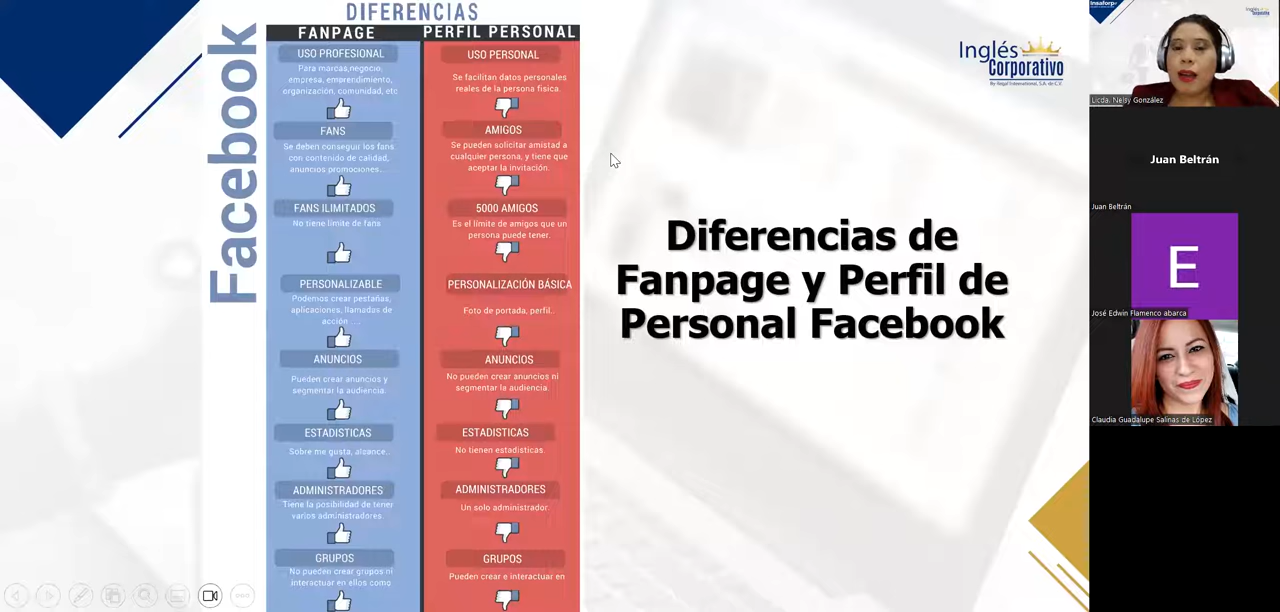 Facebook
DIFERENCIAS
FANPAGE
USO PROFESIONAL
Para marcas,negocio,
empresa, emprendimiento,
organización, comunidad, etc
FANS
Se deben conseguir los fans
con contenido de calidad,
anuncios promociones...
FANS ILIMITADOS
No tiene límite de fans
PERSONALIZABLE
Podemos crear pestañas,
aplicaciones, llamadas de
acción ...
ANUNCIOS
Pueden crear anuncios y
segmentar la audiencia.
ESTADISTICAS
Sobre me gusta, alcance..
ADMINISTRADORES
Tiene la posibilidad de tener
varios administradores.
GRUPOS
No pueden crear grupos ni
interactuar en ellos como
PERFIL PERSONAL
USO PERSONAL
Se facilitan datos personales
reales de la persona física.
AMIGOS
Se pueden solicitar amistad a
cualquier persona, y tiene que
aceptar la invitación.
5000 AMIGOS
Es el límite de amigos que un
persona puede tener.
PERSONALIZACIÓN BÁSICA
Foto de portada, perfil..
ANUNCIOS
No pueden crear anuncios ni
segmentar la audiencia.
ESTADISTICAS
No tienen estadísticas.
ADMINISTRADORES
Un solo administrador.
GRUPOS
Pueden crear e interactuar en
Inglés
Corporativo
By Regal International, S.A. de C.V.
Diferencias de
Fanpage y Perfil de
Personal Facebook
Insaforp
Licda. Nelsy González
Juan Beltrán
Juan Beltrán
E
José Edwin Flamenco abarca
Claudia Guadalupe Salinas de López